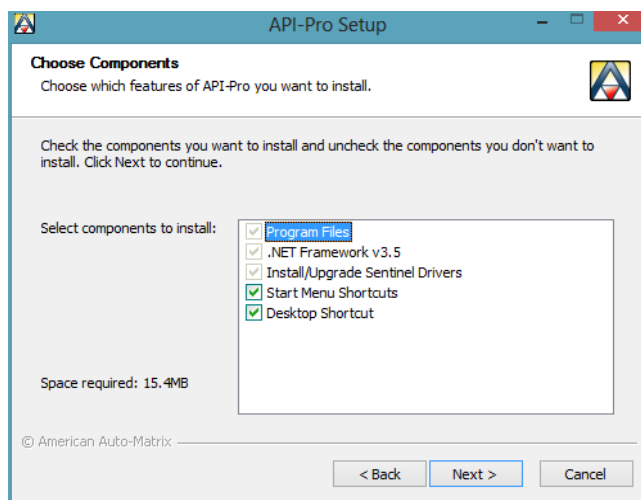 API-Pro Setup
Choose Components
Choose which features of API-Pro you want to install.
Check the components you want to install and uncheck the components you don't want to
install. Click Next to continue.
Select components to install:
Program Files
.NET Framework v3.5
Install/Upgrade Sentinel Drivers
Start Menu Shortcuts
Desktop Shortcut
Space required: 15.4MB
© American Auto-Matrix
< Back
Next >
Cancel